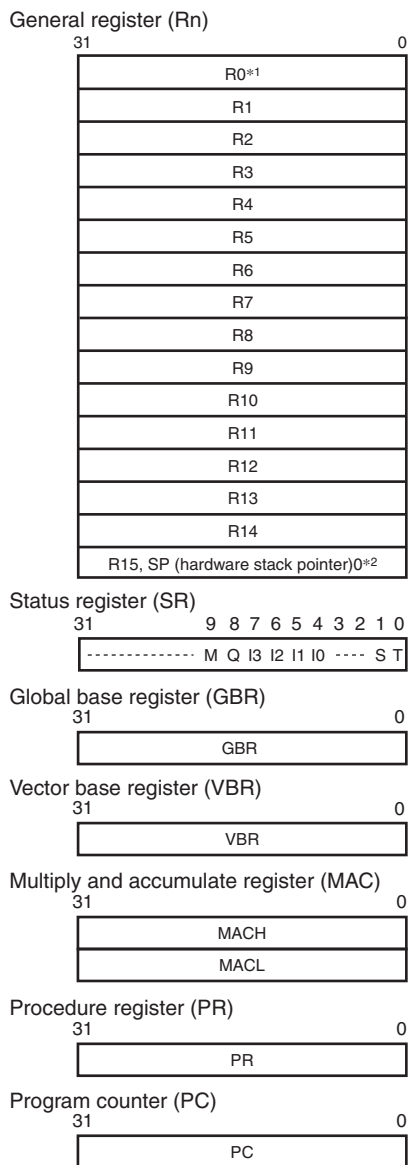 General register (Rn)
31 0
R0*1
R1
R2
R3
R4
R5
R6
R7
R8
R9
R10
R11
R12
R13
R14
R15, SP (hardware stack pointer)0*2
Status register (SR)
31 9 8 7 6 5 4 3 2 1 0
-------------- M Q I3 I2 I1 I0 ---- S T
Global base register (GBR)
31 0
GBR
Vector base register (VBR)
31 0
VBR
Multiply and accumulate register (MAC)
31 0
MACH
MACL
Procedure register (PR)
31 0
PR
Program counter (PC)
31 0
PC